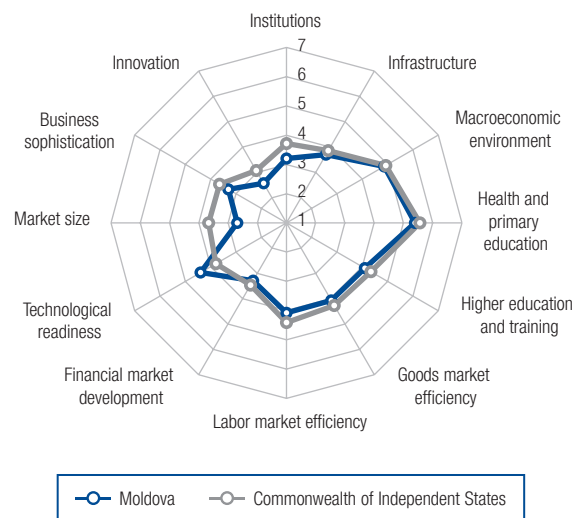 Institutions
Infrastructure
Macroeconomic
environment
Health and
primary
education
Higher education
and training
Goods market
efficiency
Labor market efficiency
Financial market
development
Technological
readiness
Market size
Business
sophistication
Innovation
7
6
5
4
3
2
1
Moldova
Commonwealth of Independent States